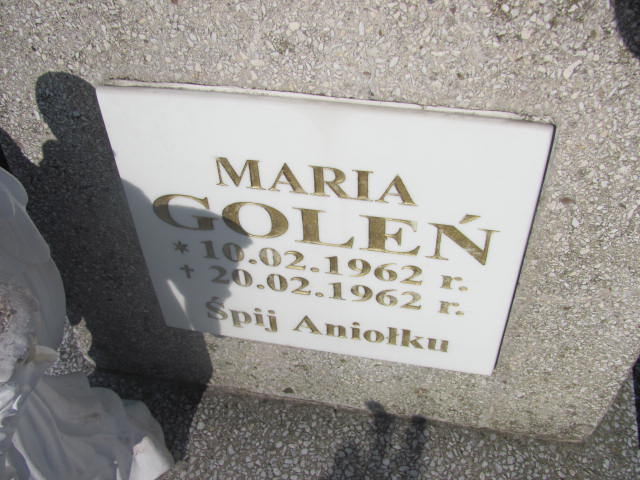 MARIA
GOLEŃ
* 10.02.1962 r.
† 20.02.1962 r.
Śpij Aniołku